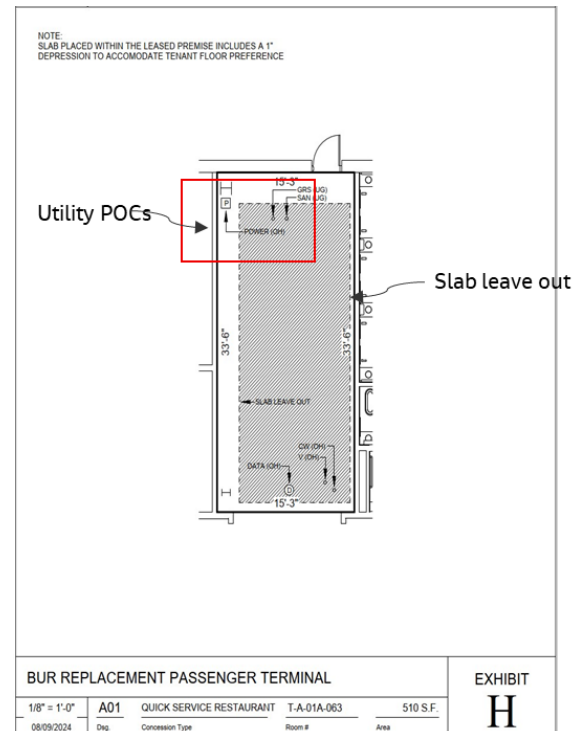 NOTE:
SLAB PLACED WITHIN THE LEASED PREMISE INCLUDES A 1"
DEPRESSION TO ACCOMODATE TENANT FLOOR PREFERENCE
15'-3"
GRS (UG)
SAN (UG)
P
Utility POCs
POWER (OH)
Slab leave out
33'-6"
33'-6"
SLAB LEAVE OUT
CW (OH)
V (OH)
DATA (OH)
D
15'-3"
BUR REPLACEMENT PASSENGER TERMINAL
EXHIBIT
H
1/8" = 1'-0"
A01
QUICK SERVICE RESTAURANT
T-A-01A-063
510 S.F.
08/09/2024
Dsg.
Concession Type
Room #
Area